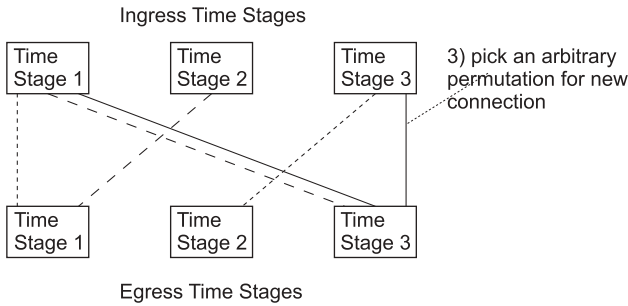 Ingress Time Stages
Time
Stage 1
Time
Stage 2
Time
Stage 3
3) pick an arbitrary
permutation for new
connection
Time
Stage 1
Time
Stage 2
Time
Stage 3
Egress Time Stages